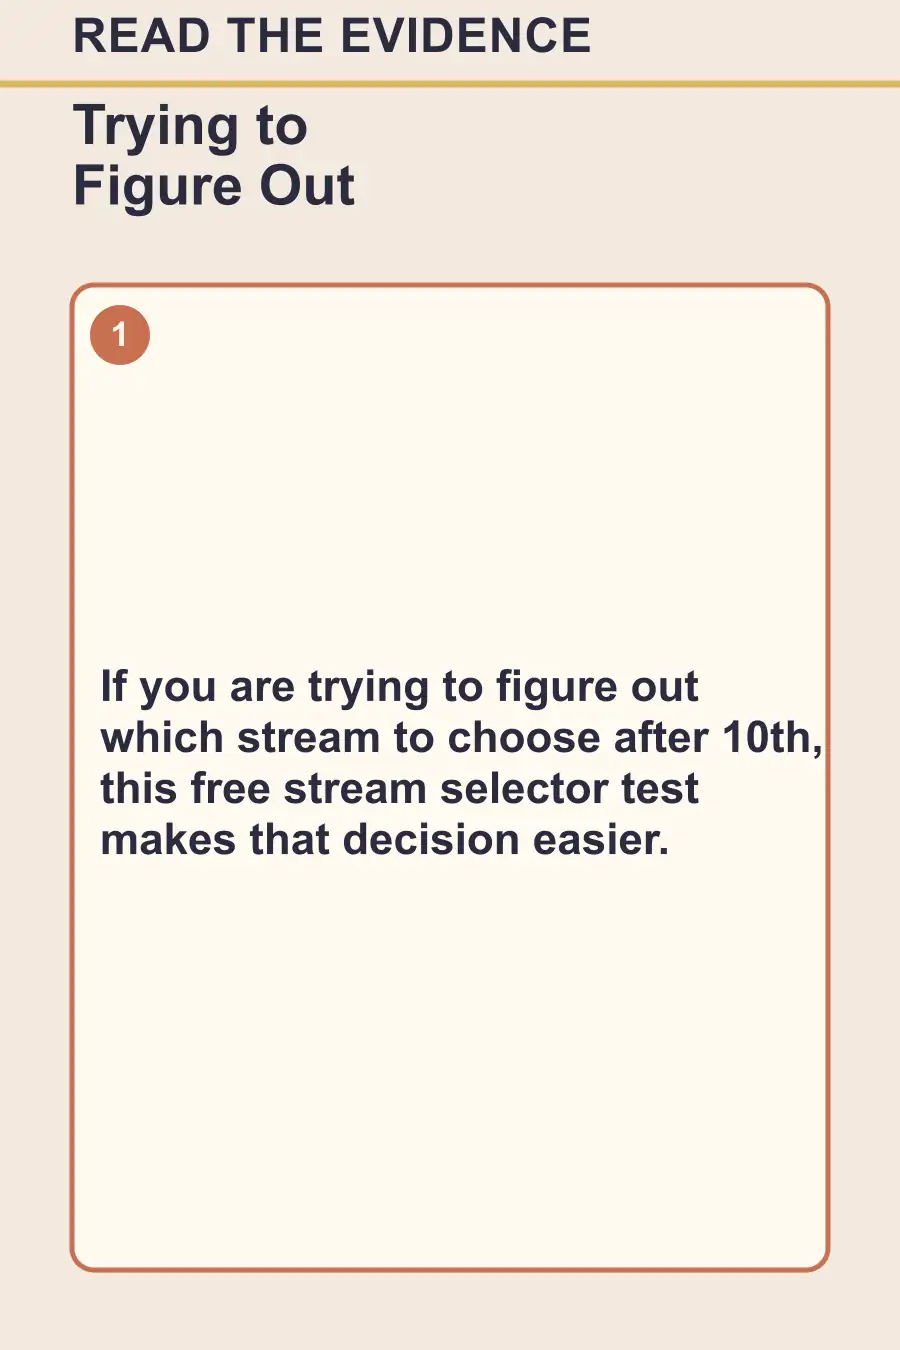 READ THE EVIDENCE
Trying to
Figure Out
1
If you are trying to figure out
which stream to choose after 10th,
this free stream selector test
makes that decision easier.